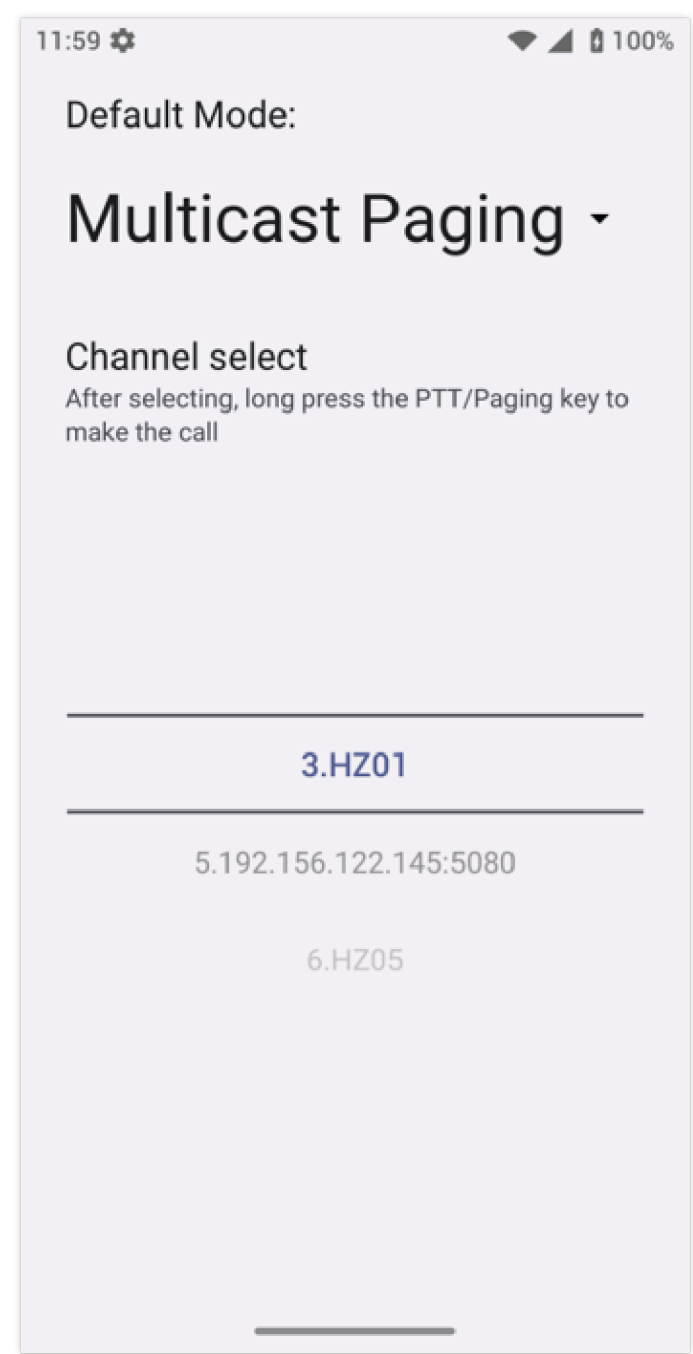 11:59 100%
Default Mode:
Multicast Paging
Channel select
After selecting, long press the PTT/Paging key to
make the call
3.HZ01
5.192.156.122.145:5080
6.HZ05